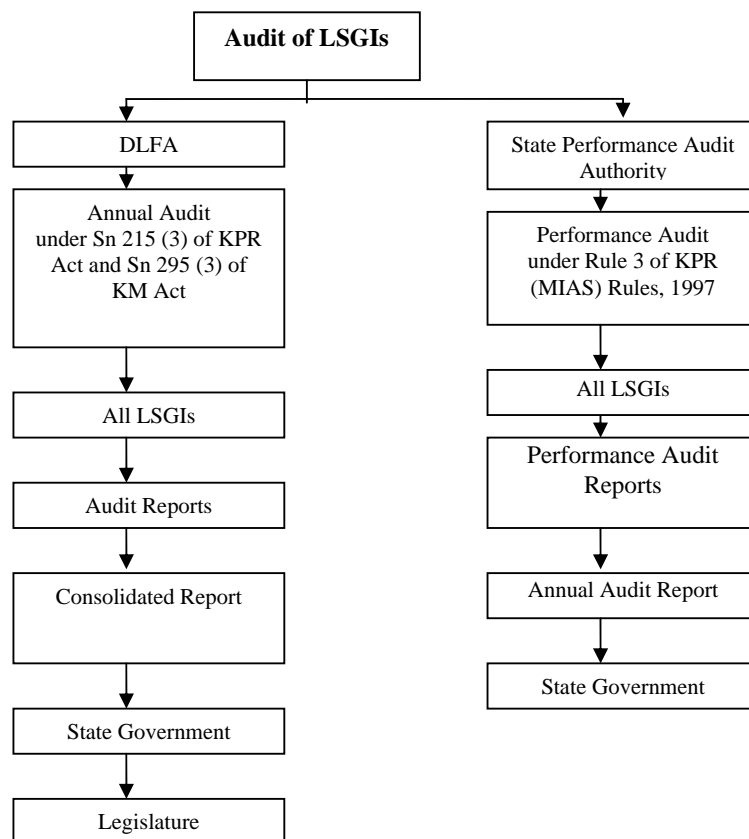 Audit of LSGIs
DLFA
Annual Audit
under Sn 215 (3) of KPR
Act and Sn 295 (3) of
KM Act
All LSGIs
Audit Reports
Consolidated Report
State Government
Legislature
State Performance Audit
Authority
Performance Audit
under Rule 3 of KPR
(MIAS) Rules, 1997
All LSGIs
Performance Audit
Reports
Annual Audit Report
State Government